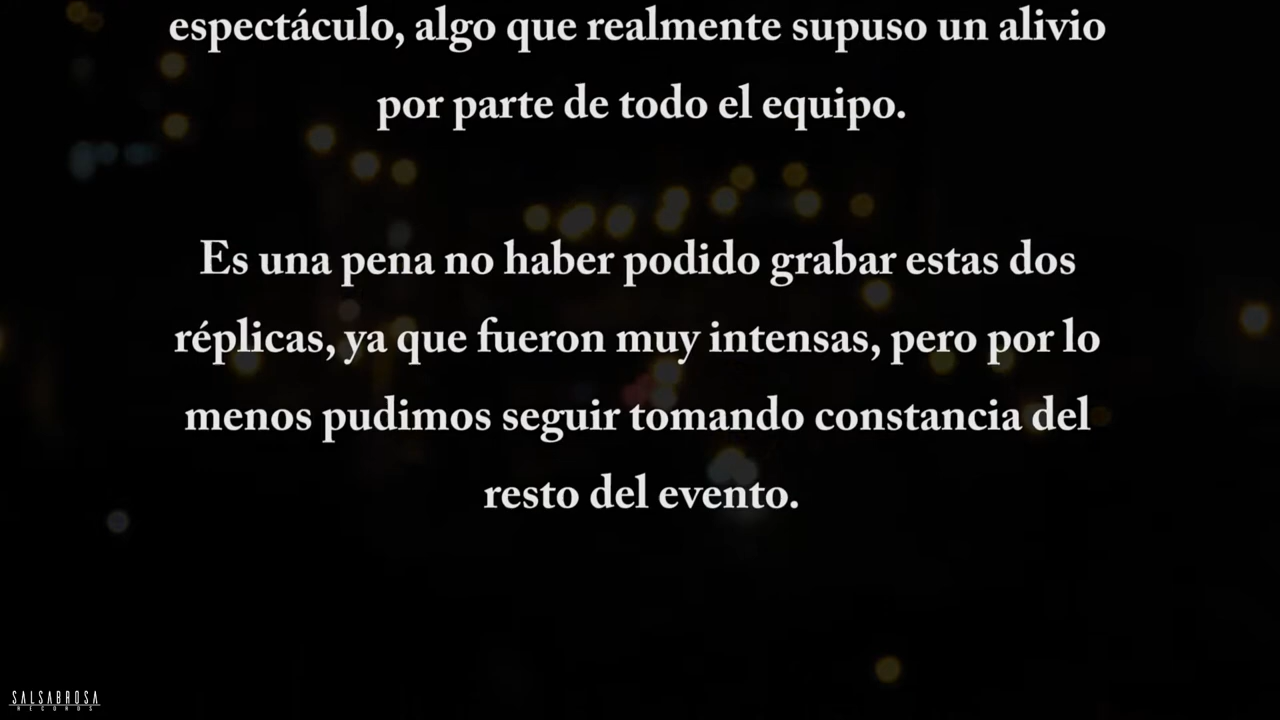 espectáculo, algo que realmente supuso un alivio
por parte de todo el equipo.
Es una pena no haber podido grabar estas dos
réplicas, ya que fueron muy intensas, pero por lo
menos pudimos seguir tomando constancia del
resto del evento.
SALSABROSA
RECORDS